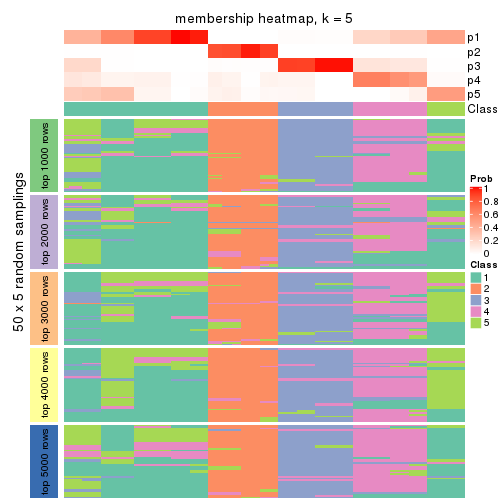 membership heatmap, k = 5
p1
p2
p3
p4
p5
Class
50 x 5 random samplings
top 1000 rows
top 2000 rows
top 3000 rows
top 4000 rows
top 5000 rows
Prob
1
0.8
0.6
0.4
0.2
0
Class
1
2
3
4
5